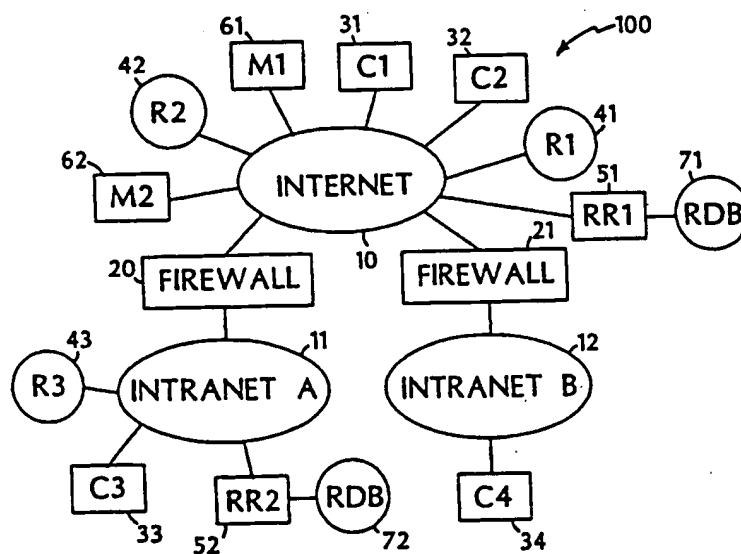 61
31
32
100
42
M1
C1
C2
R2
41
R1
62
INTERNET
51
71
M2
RR1
RDB
10
21
20
FIREWALL
FIREWALL
43
11
12
R3
INTRANET A
INTRANET B
C3
RR2
RDB
C4
33
52
72
34